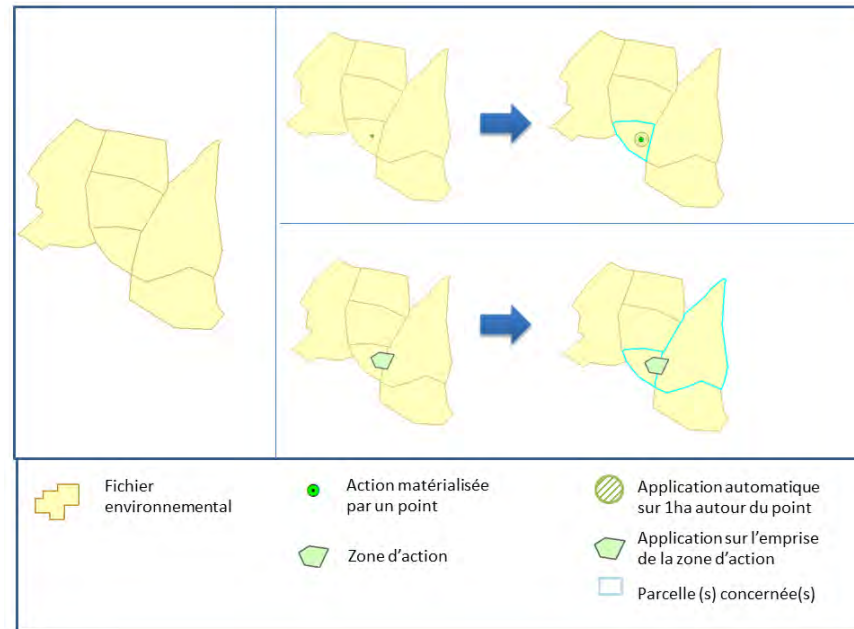 Fichier
environnemental
Action matérialisée
par un point
Zone d'action
Application automatique
sur 1ha autour du point
Application sur l'emprise
de la zone d'action
Parcelle (s) concernée(s)